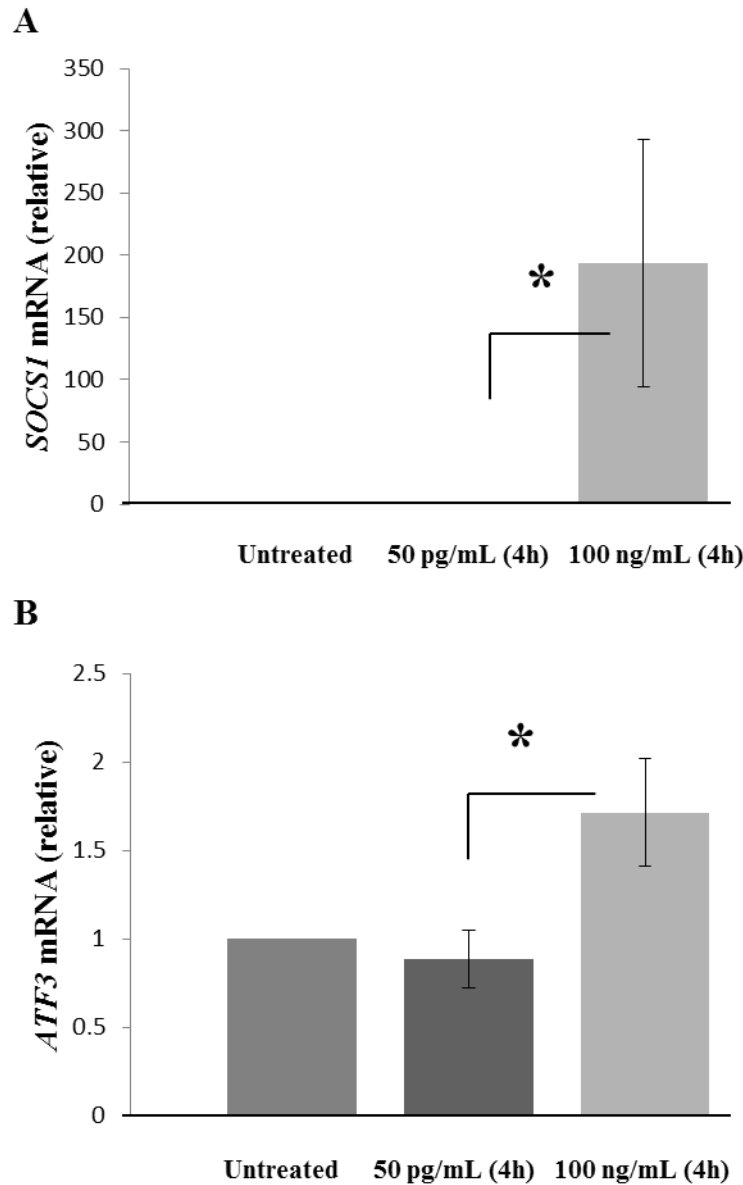 A
350
300
250
200
150
100
50
0
SOCS1 mRNA (relative)
*
Untreated 50 pg/mL (4h) 100 ng/mL (4h)
B
2.5
2
1.5
1
0.5
0
ATF3 mRNA (relative)
*
Untreated 50 pg/mL (4h) 100 ng/mL (4h)